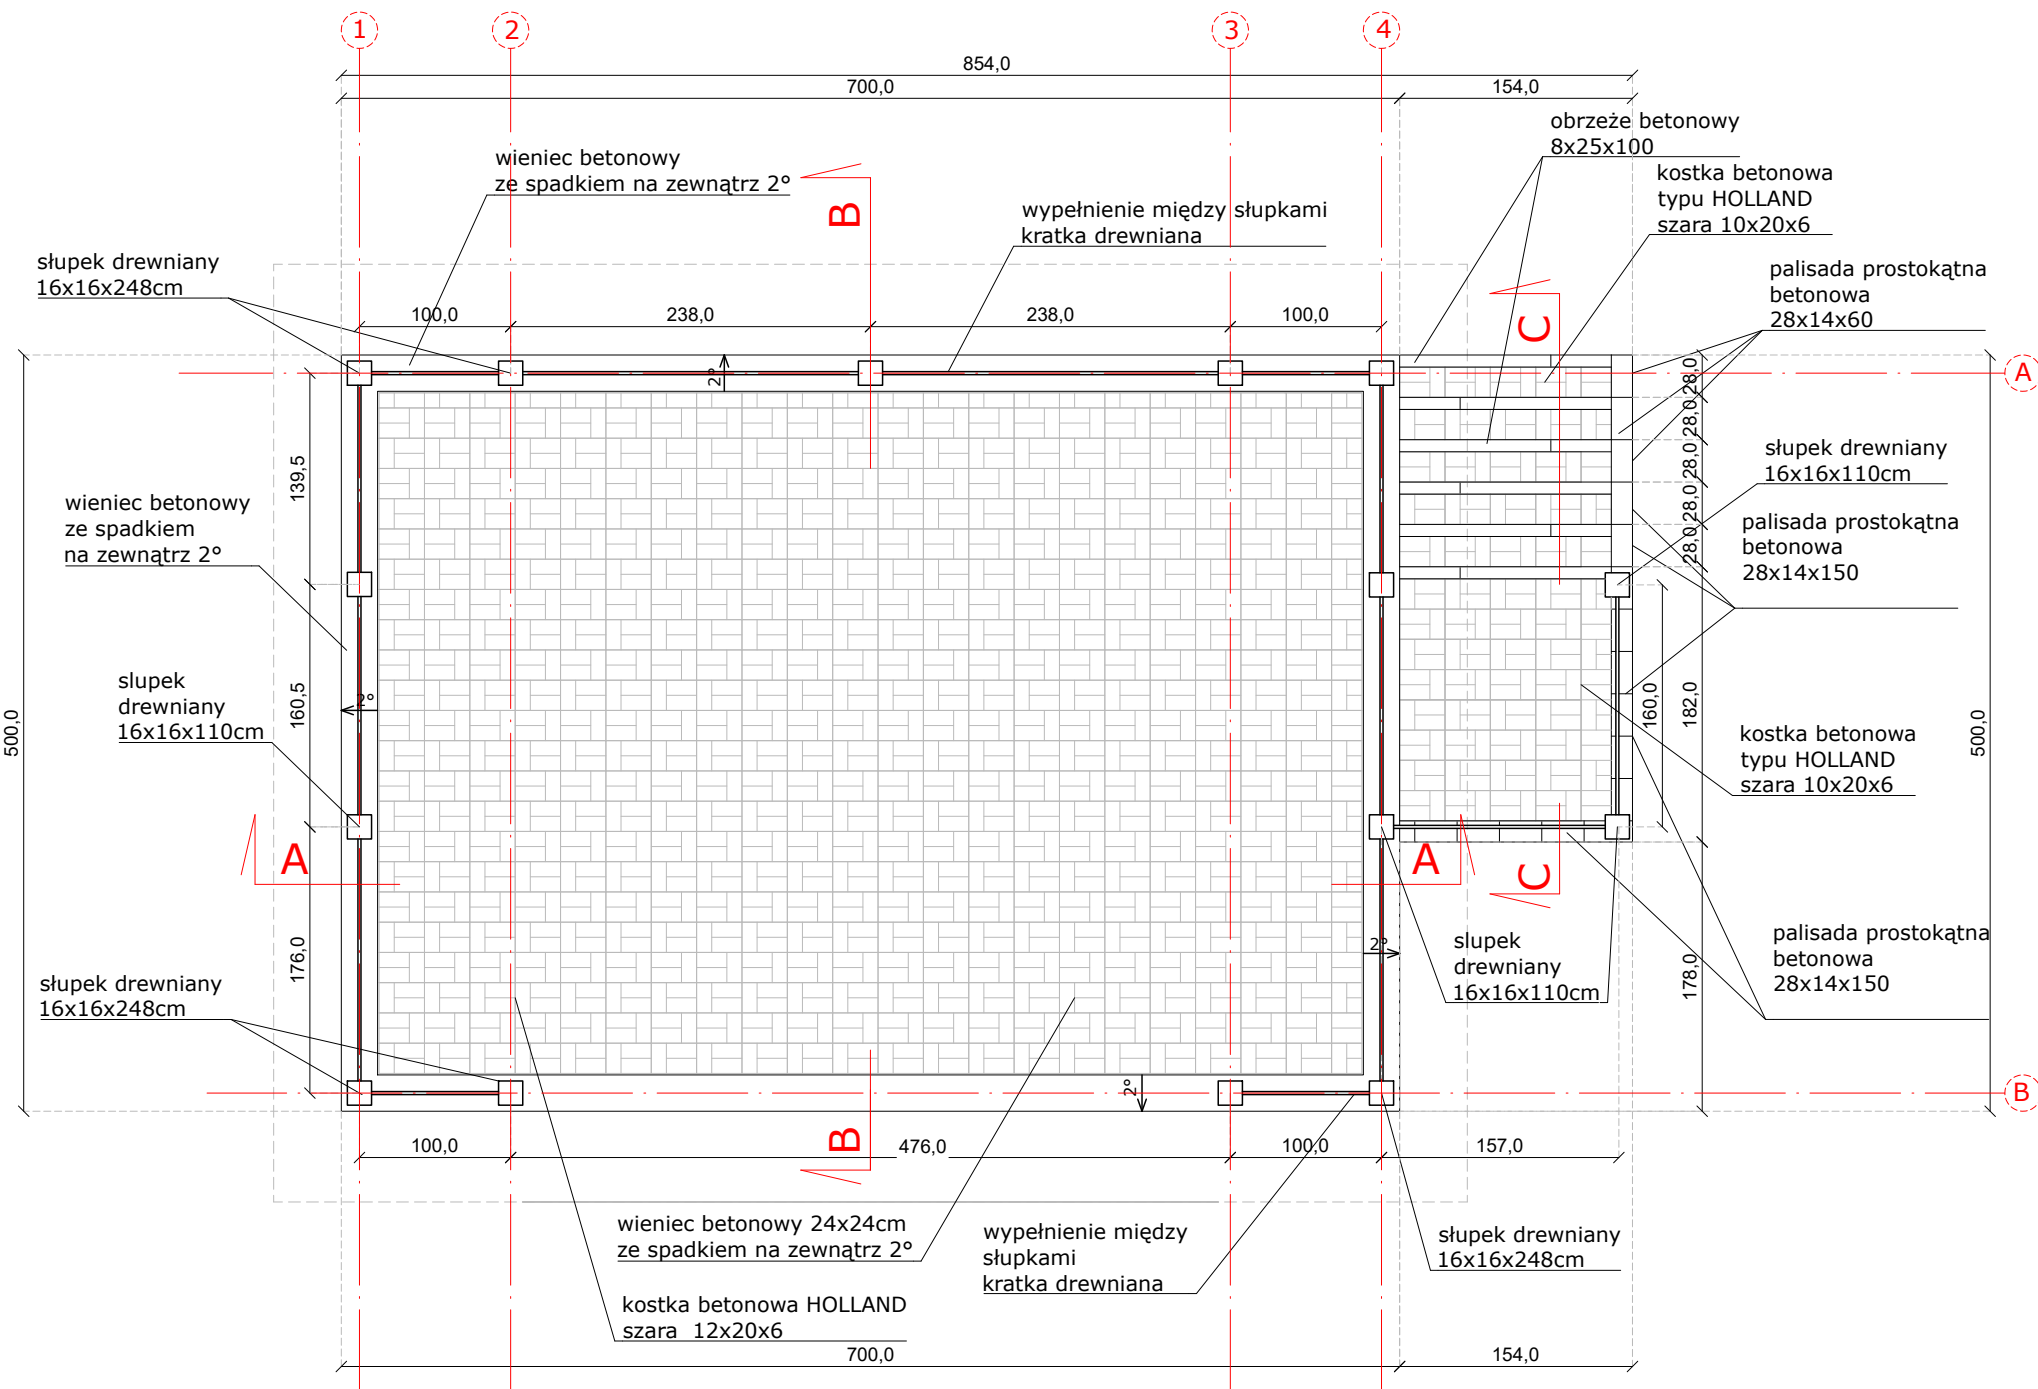 1
2
3
4
854,0
700,0
154,0
obrzeże betonowy
8x25x100
wieniec betonowy
ze spadkiem na zewnątrz 2°
B
wypełnienie między słupkami
kratka drewniana
kostka betonowa
typu HOLLAND
szara 10x20x6
słupek drewniany
16x16x248cm
palisada prostokątna
betonowa
28x14x60
100,0
238,0
238,0
100,0
C
A
2°
28,0
28,0
28,0
28,0
28,0
139,5
słupek drewniany
16x16x110cm
wieniec betonowy
ze spadkiem
na zewnątrz 2°
palisada prostokątna
betonowa
28x14x150
slupek
drewniany
16x16x110cm
160,5
2°
160,0
182,0
500,0
500,0
kostka betonowa
typu HOLLAND
szara 10x20x6
A
A
C
176,0
2°
slupek
drewniany
16x16x110cm
178,0
palisada prostokątna
betonowa
28x14x150
słupek drewniany
16x16x248cm
2°
B
100,0
B
476,0
100,0
157,0
wieniec betonowy 24x24cm
ze spadkiem na zewnątrz 2°
wypełnienie między
słupkami
kratka drewniana
słupek drewniany
16x16x248cm
kostka betonowa HOLLAND
szara 12x20x6
700,0
154,0